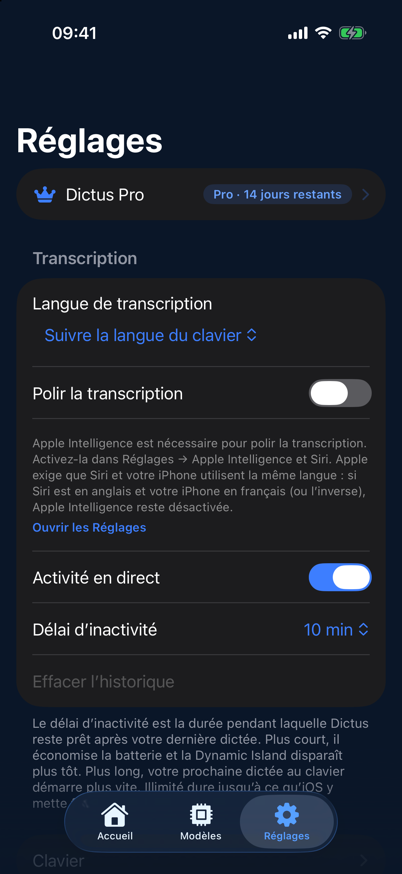 09:41
Réglages
Dictus Pro
Pro · 14 jours restants
Transcription
Langue de transcription
Suivre la langue du clavier
Polir la transcription
Apple Intelligence est nécessaire pour polir la transcription.
Activez-la dans Réglages → Apple Intelligence et Siri. Apple
exige que Siri et votre iPhone utilisent la même langue : si
Siri est en anglais et votre iPhone en français (ou l’inverse),
Apple Intelligence reste désactivée.
Ouvrir les Réglages
Activité en direct
Délai d’inactivité
10 min
Effacer l’historique
Le délai d’inactivité est la durée pendant laquelle Dictus
reste prêt après votre dernière dictée. Plus court, il
économise la batterie et la Dynamic Island disparaît
plus tôt. Plus long, votre prochaine dictée au clavier
démarre plus vite. Illimité dure jusqu’à ce qu’iOS y
mette
Accueil
Modèles
Réglages
Clavier